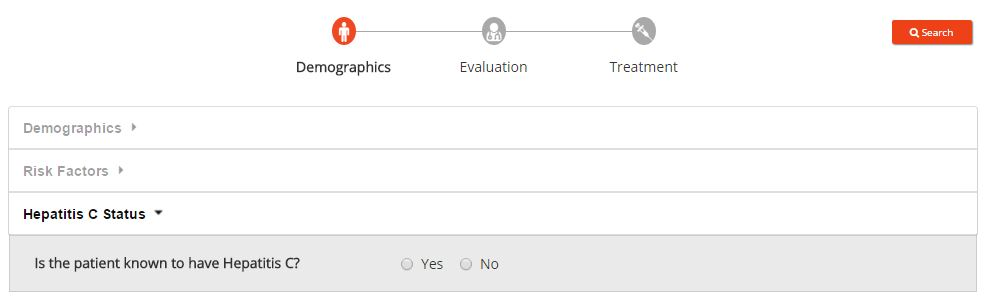 Search
Demographics Evaluation Treatment
Demographics
Risk Factors
Hepatitis C Status
Is the patient known to have Hepatitis C? Yes No